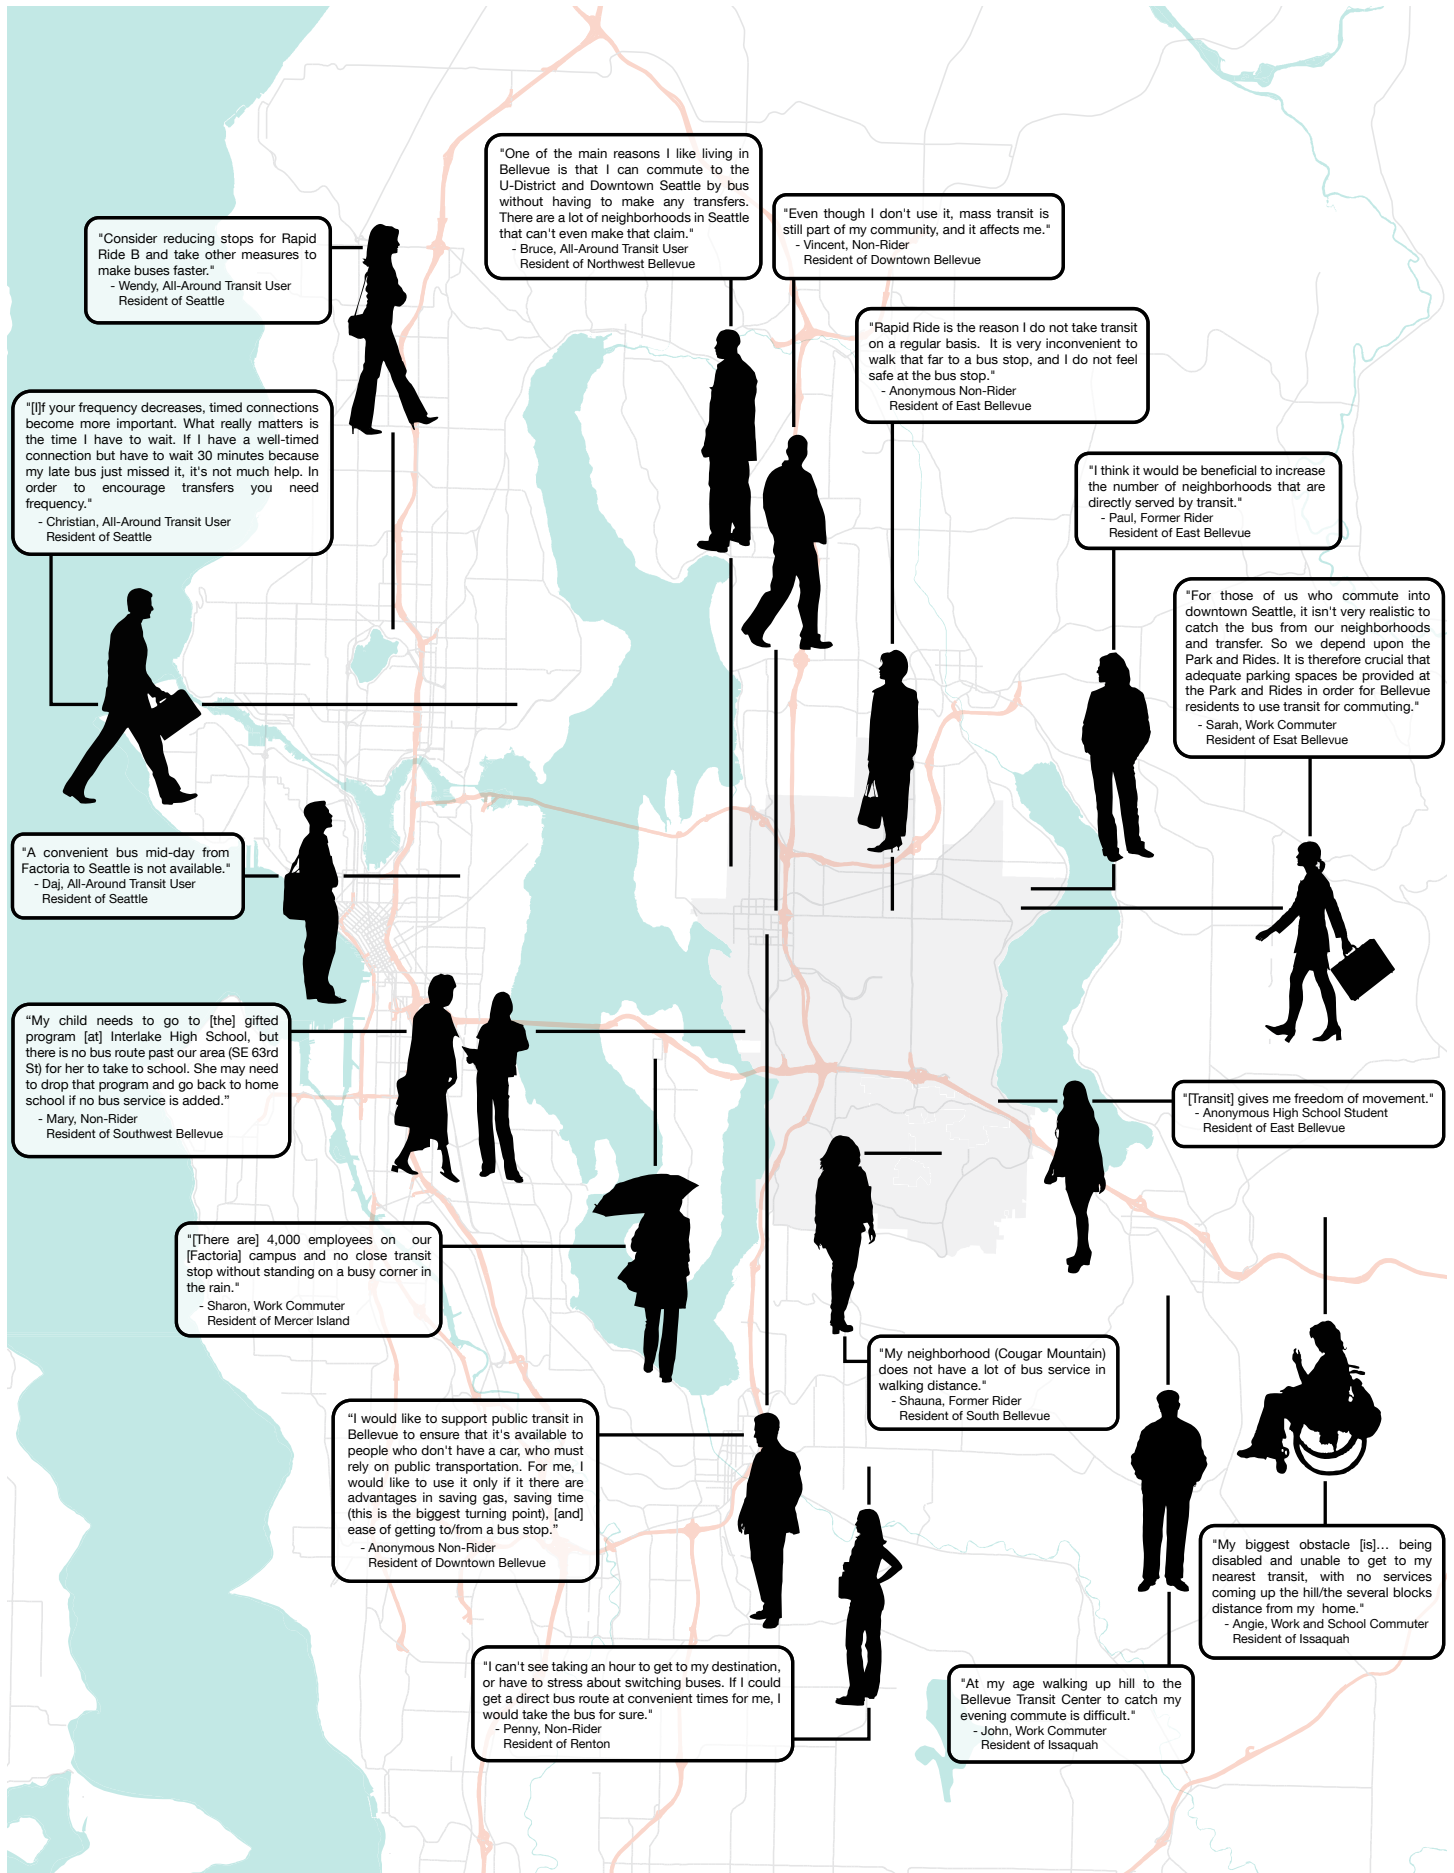 "One of the main reasons I like living in
Bellevue is that I can commute to the
U-District and Downtown Seattle by bus
without having to make any transfers.
There are a lot of neighborhoods in Seattle
that can't even make that claim."
- Bruce, All-Around Transit User
Resident of Northwest Bellevue
"Even though I don't use it, mass transit is
still part of my community, and it affects me."
- Vincent, Non-Rider
Resident of Downtown Bellevue
"Consider reducing stops for Rapid
Ride B and take other measures to
make buses faster."
- Wendy, All-Around Transit User
Resident of Seattle
"Rapid Ride is the reason I do not take transit
on a regular basis. It is very inconvenient to
walk that far to a bus stop, and I do not feel
safe at the bus stop."
- Anonymous Non-Rider
Resident of East Bellevue
"[I]f your frequency decreases, timed connections
become more important. What really matters is
the time I have to wait. If I have a well-timed
connection but have to wait 30 minutes because
my late bus just missed it, it's not much help. In
order to encourage transfers you need
frequency."
- Christian, All-Around Transit User
Resident of Seattle
"I think it would be beneficial to increase
the number of neighborhoods that are
directly served by transit."
- Paul, Former Rider
Resident of East Bellevue
"For those of us who commute into
downtown Seattle, it isn't very realistic to
catch the bus from our neighborhoods
and transfer. So we depend upon the
Park and Rides. It is therefore crucial that
adequate parking spaces be provided at
the Park and Rides in order for Bellevue
residents to use transit for commuting."
- Sarah, Work Commuter
Resident of Esat Bellevue
"A convenient bus mid-day from
Factoria to Seattle is not available."
- Daj, All-Around Transit User
Resident of Seattle
“My child needs to go to [the] gifted
program [at] Interlake High School, but
there is no bus route past our area (SE 63rd
St) for her to take to school. She may need
to drop that program and go back to home
school if no bus service is added.”
- Mary, Non-Rider
Resident of Southwest Bellevue
"[Transit] gives me freedom of movement."
- Anonymous High School Student
Resident of East Bellevue
"[There are] 4,000 employees on our
[Factoria] campus and no close transit
stop without standing on a busy corner in
the rain."
- Sharon, Work Commuter
Resident of Mercer Island
"My neighborhood (Cougar Mountain)
does not have a lot of bus service in
walking distance."
- Shauna, Former Rider
Resident of South Bellevue
“I would like to support public transit in
Bellevue to ensure that it's available to
people who don't have a car, who must
rely on public transportation. For me, I
would like to use it only if it there are
advantages in saving gas, saving time
(this is the biggest turning point), [and]
ease of getting to/from a bus stop.”
- Anonymous Non-Rider
Resident of Downtown Bellevue
"My biggest obstacle [is]... being
disabled and unable to get to my
nearest transit, with no services
coming up the hill/the several blocks
distance from my home."
- Angie, Work and School Commuter
Resident of Issaquah
"I can't see taking an hour to get to my destination,
or have to stress about switching buses. If I could
get a direct bus route at convenient times for me, I
would take the bus for sure."
- Penny, Non-Rider
Resident of Renton
"At my age walking up hill to the
Bellevue Transit Center to catch my
evening commute is difficult."
- John, Work Commuter
Resident of Issaquah